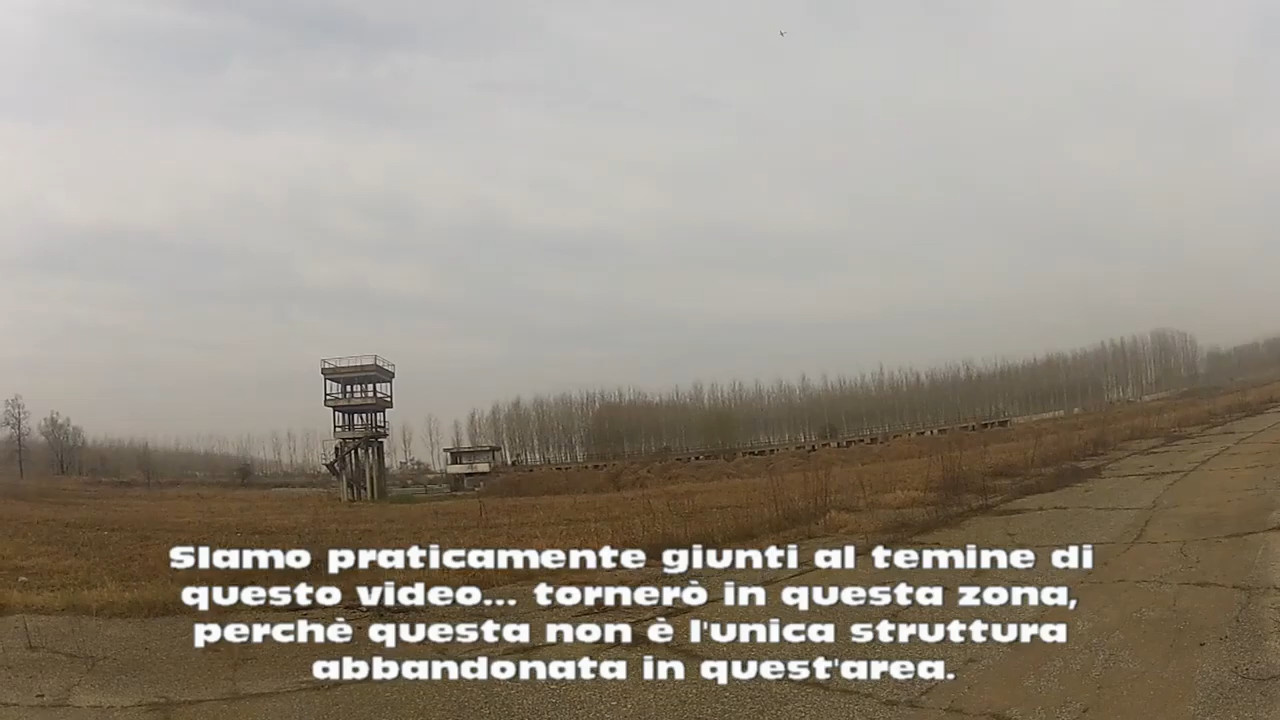 SIamo praticamente giunti al temine di
questo video... tornerò in questa zona,
perchè questa non è l'unica struttura
abbandonata in quest'area.